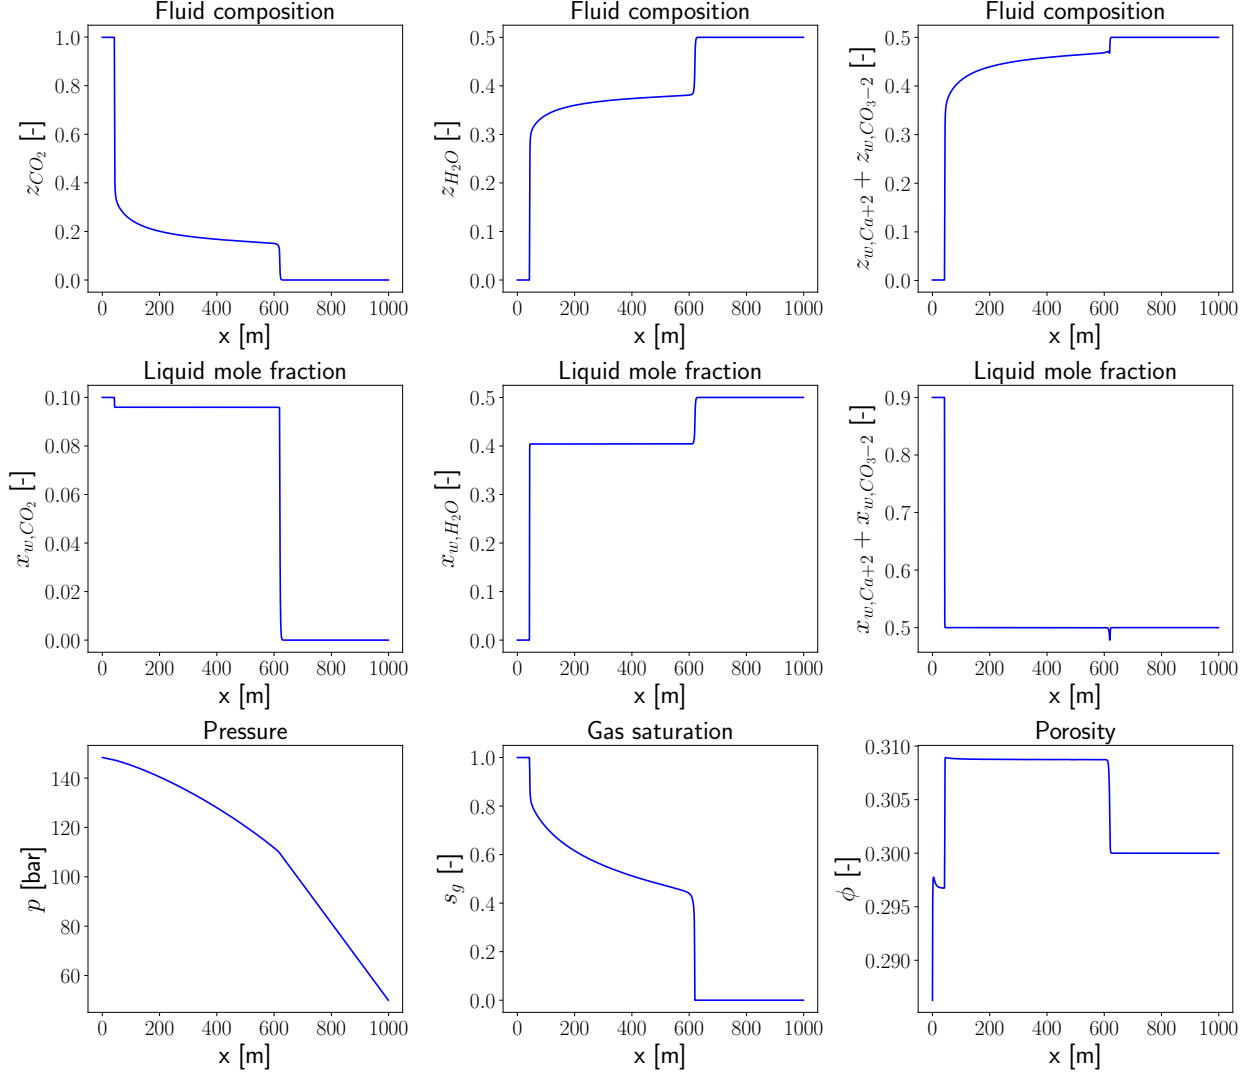 Fluid composition
z_{CO_2} [-]
1.0
0.8
0.6
0.4
0.2
0.0
0 200 400 600 800 1000
x [m]
Fluid composition
z_{H_2O} [-]
0.5
0.4
0.3
0.2
0.1
0.0
0 200 400 600 800 1000
x [m]
Fluid composition
z_{w,Ca+2} + z_{w,CO_3-2} [-]
0.5
0.4
0.3
0.2
0.1
0.0
0 200 400 600 800 1000
x [m]
Liquid mole fraction
x_{w,CO_2} [-]
0.10
0.08
0.06
0.04
0.02
0.00
0 200 400 600 800 1000
x [m]
Liquid mole fraction
x_{w,H_2O} [-]
0.5
0.4
0.3
0.2
0.1
0.0
0 200 400 600 800 1000
x [m]
Liquid mole fraction
x_{w,Ca+2} + x_{w,CO_3-2} [-]
0.9
0.8
0.7
0.6
0.5
0 200 400 600 800 1000
x [m]
Pressure
p [bar]
140
120
100
80
60
0 200 400 600 800 1000
x [m]
Gas saturation
s_g [-]
1.0
0.8
0.6
0.4
0.2
0.0
0 200 400 600 800 1000
x [m]
Porosity
ϕ [-]
0.310
0.305
0.300
0.295
0.290
0 200 400 600 800 1000
x [m]